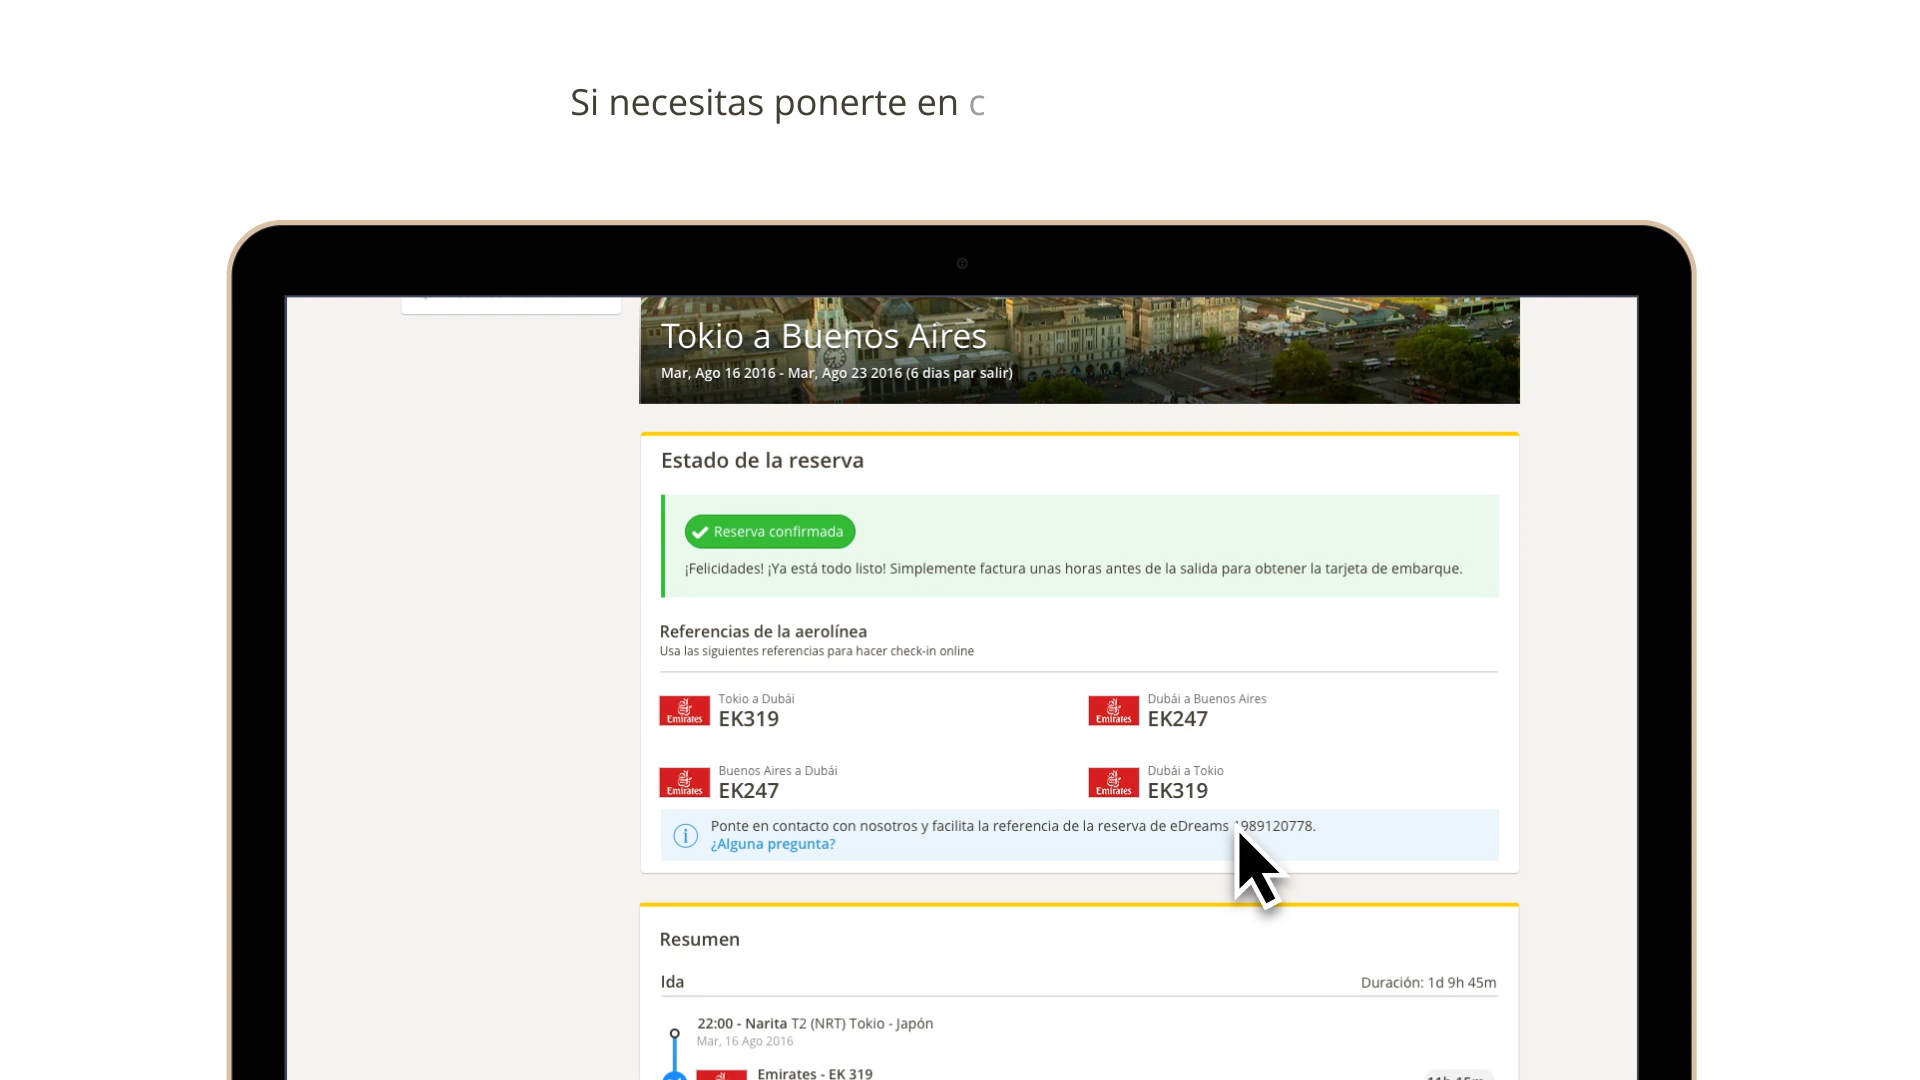 Si necesitas ponerte en c
Tokio a Buenos Aires
Mar, Ago 16 2016 - Mar, Ago 23 2016 (6 dias par salir)
Estado de la reserva
Reserva confirmada
¡Felicidades! ¡Ya está todo listo! Simplemente factura unas horas antes de la salida para obtener la tarjeta de embarque.
Referencias de la aerolínea
Usa las siguientes referencias para hacer check-in online
Emirates
Tokio a Dubái
EK319
Emirates
Dubái a Buenos Aires
EK247
Emirates
Buenos Aires a Dubái
EK247
Emirates
Dubái a Tokio
EK319
Ponte en contacto con nosotros y facilita la referencia de la reserva de eDreams 1989120778.
¿Alguna pregunta?
Resumen
Ida
Duración: 1d 9h 45m
22:00 - Narita T2 (NRT) Tokio - Japón
Mar, 16 Ago 2016
Emirates - EK 319